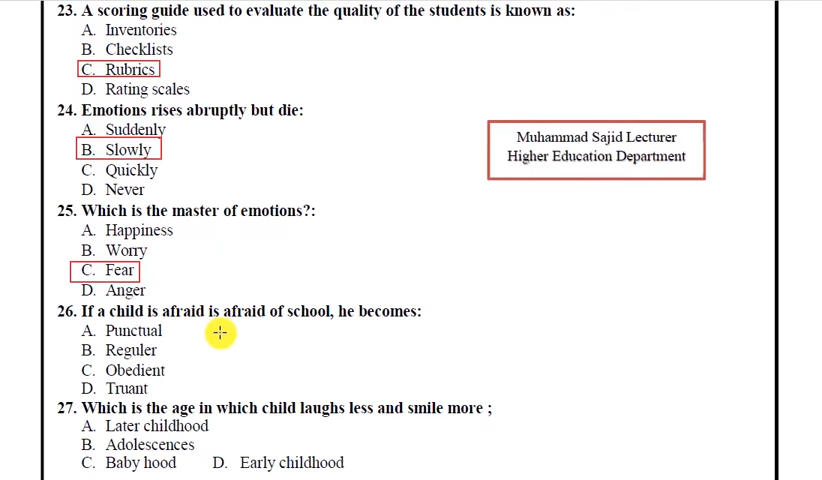 23. A scoring guide used to evaluate the quality of the students is known as:
A. Inventories
B. Checklists
C. Rubrics
D. Rating scales
24. Emotions rises abruptly but die:
A. Suddenly
B. Slowly
C. Quickly
D. Never
Muhammad Sajid Lecturer
Higher Education Department
25. Which is the master of emotions?:
A. Happiness
B. Worry
C. Fear
D. Anger
26. If a child is afraid is afraid of school, he becomes:
A. Punctual
B. Reguler
C. Obedient
D. Truant
27. Which is the age in which child laughs less and smile more ;
A. Later childhood
B. Adolescences
C. Baby hood D. Early childhood